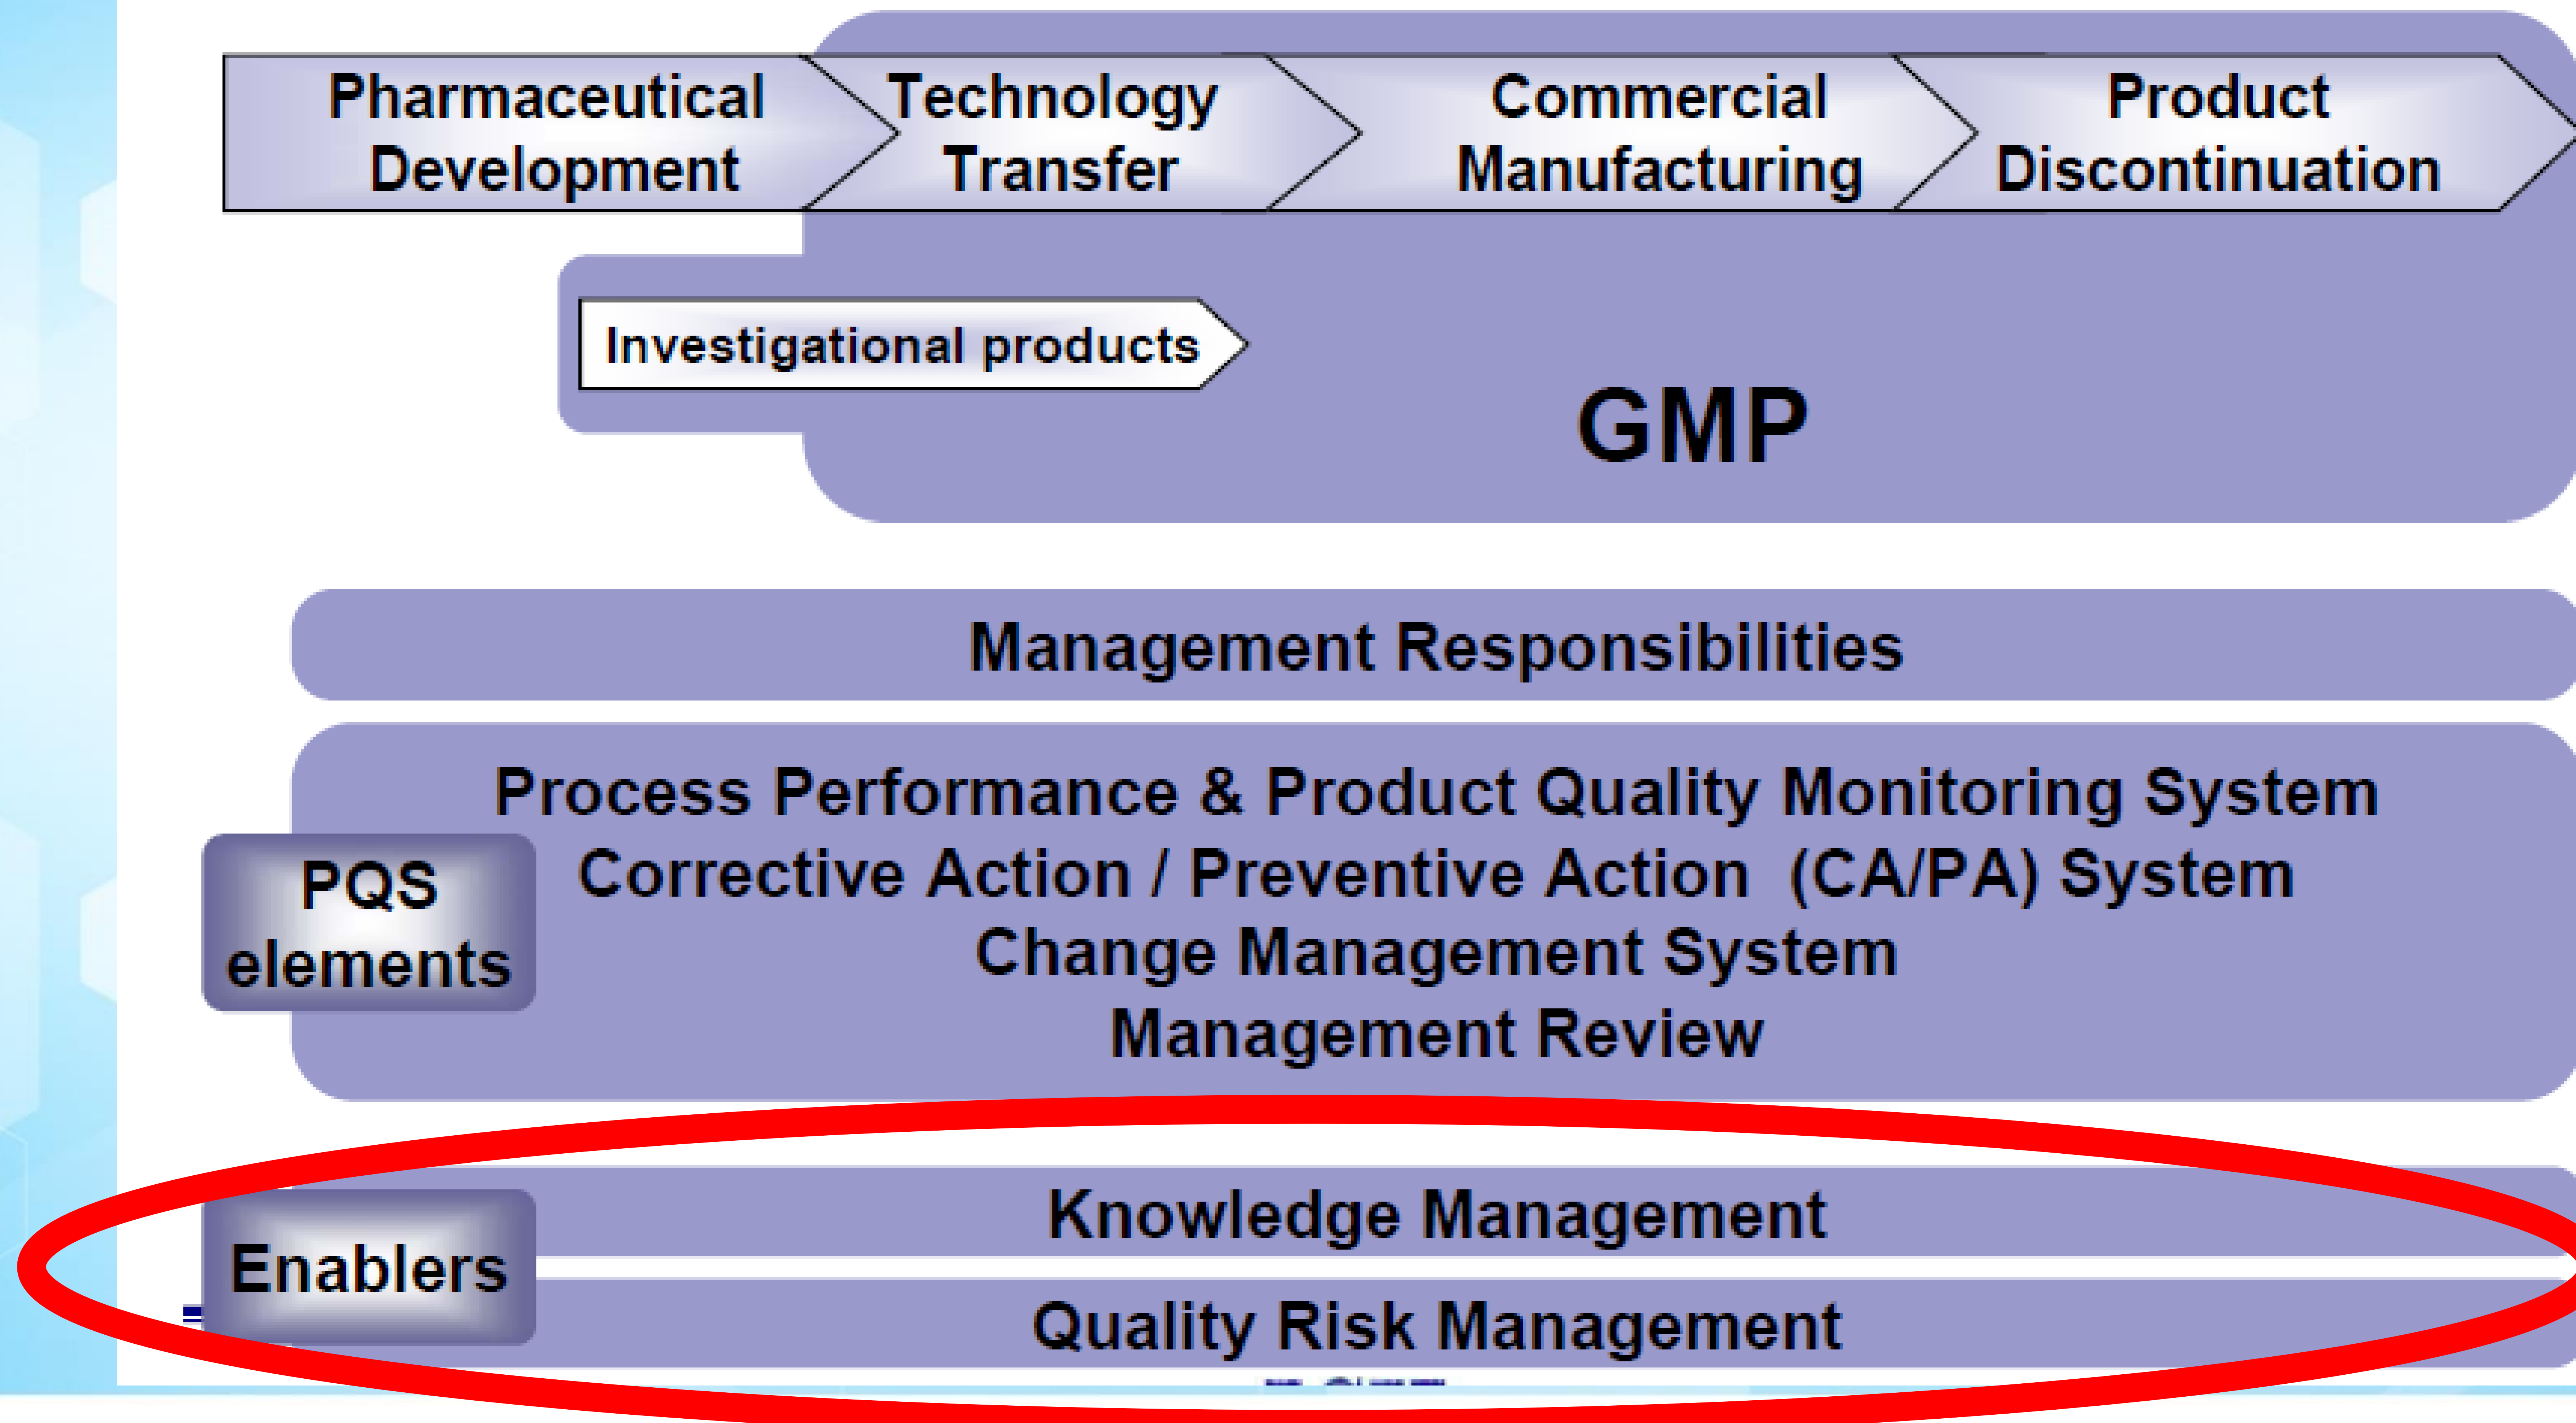 Pharmaceutical Development
Technology Transfer
Commercial Manufacturing
Product Discontinuation
Investigational products
GMP
Management Responsibilities
PQS elements
Process Performance & Product Quality Monitoring System
Corrective Action / Preventive Action (CA/PA) System
Change Management System
Management Review
Enablers
Knowledge Management
Quality Risk Management